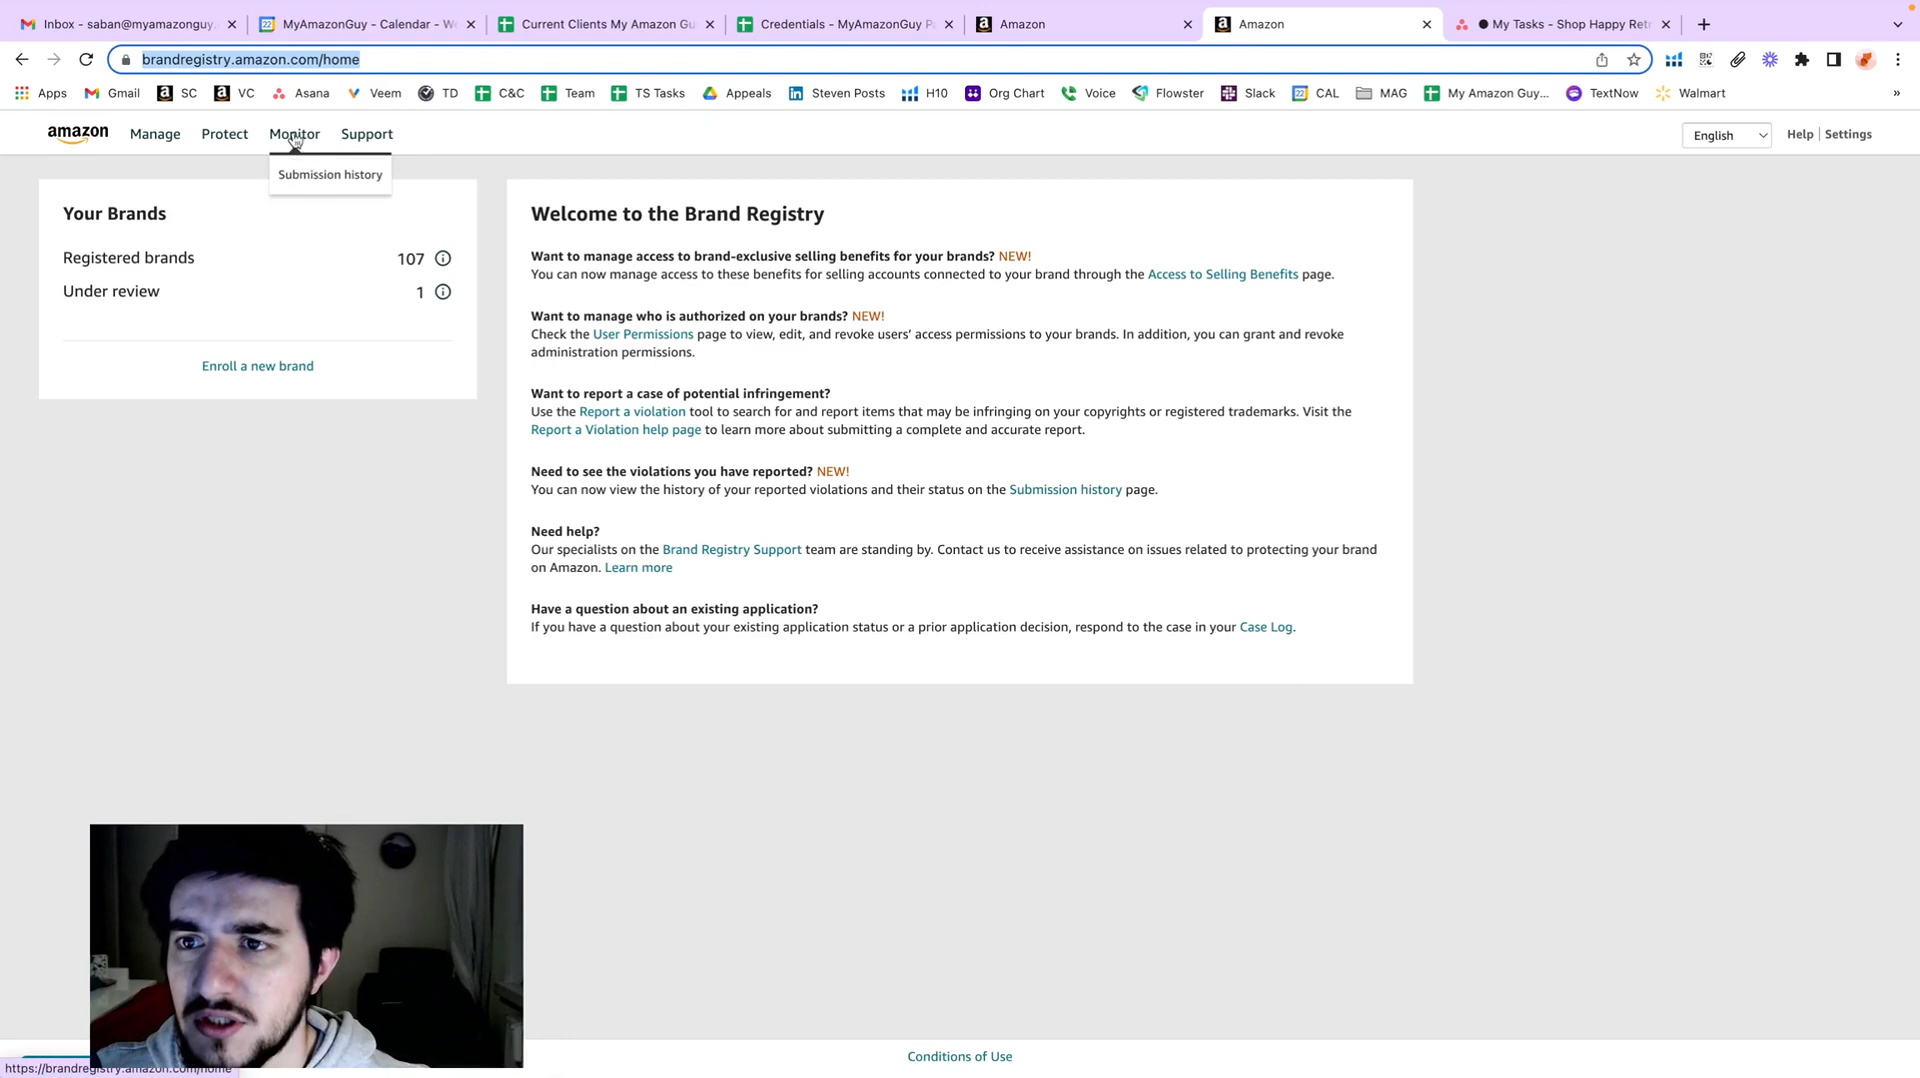 Inbox - saban@myamazonguy.
MyAmazonGuy - Calendar - We
Current Clients My Amazon Gu
Credentials - MyAmazonGuy P
Amazon
Amazon
My Tasks - Shop Happy Ret
brandregistry.amazon.com/home
Apps
Gmail
SC
VC
Asana
Veem
TD
C&C
Team
TS Tasks
Appeals
Steven Posts
H10
Org Chart
Voice
Flowster
Slack
CAL
MAG
My Amazon Guy...
TextNow
Walmart
»
amazon
Manage
Protect
Monitor
Support
English
Help | Settings
Submission history
Your Brands
Registered brands 107
Under review 1
Enroll a new brand
Welcome to the Brand Registry
Want to manage access to brand-exclusive selling benefits for your brands? NEW!
You can now manage access to these benefits for selling accounts connected to your brand through the Access to Selling Benefits page.
Want to manage who is authorized on your brands? NEW!
Check the User Permissions page to view, edit, and revoke users’ access permissions to your brands. In addition, you can grant and revoke
administration permissions.
Want to report a case of potential infringement?
Use the Report a violation tool to search for and report items that may be infringing on your copyrights or registered trademarks. Visit the
Report a Violation help page to learn more about submitting a complete and accurate report.
Need to see the violations you have reported? NEW!
You can now view the history of your reported violations and their status on the Submission history page.
Need help?
Our specialists on the Brand Registry Support team are standing by. Contact us to receive assistance on issues related to protecting your brand
on Amazon. Learn more
Have a question about an existing application?
If you have a question about your existing application status or a prior application decision, respond to the case in your Case Log.
Conditions of Use
https://brandregistry.amazon.com/home